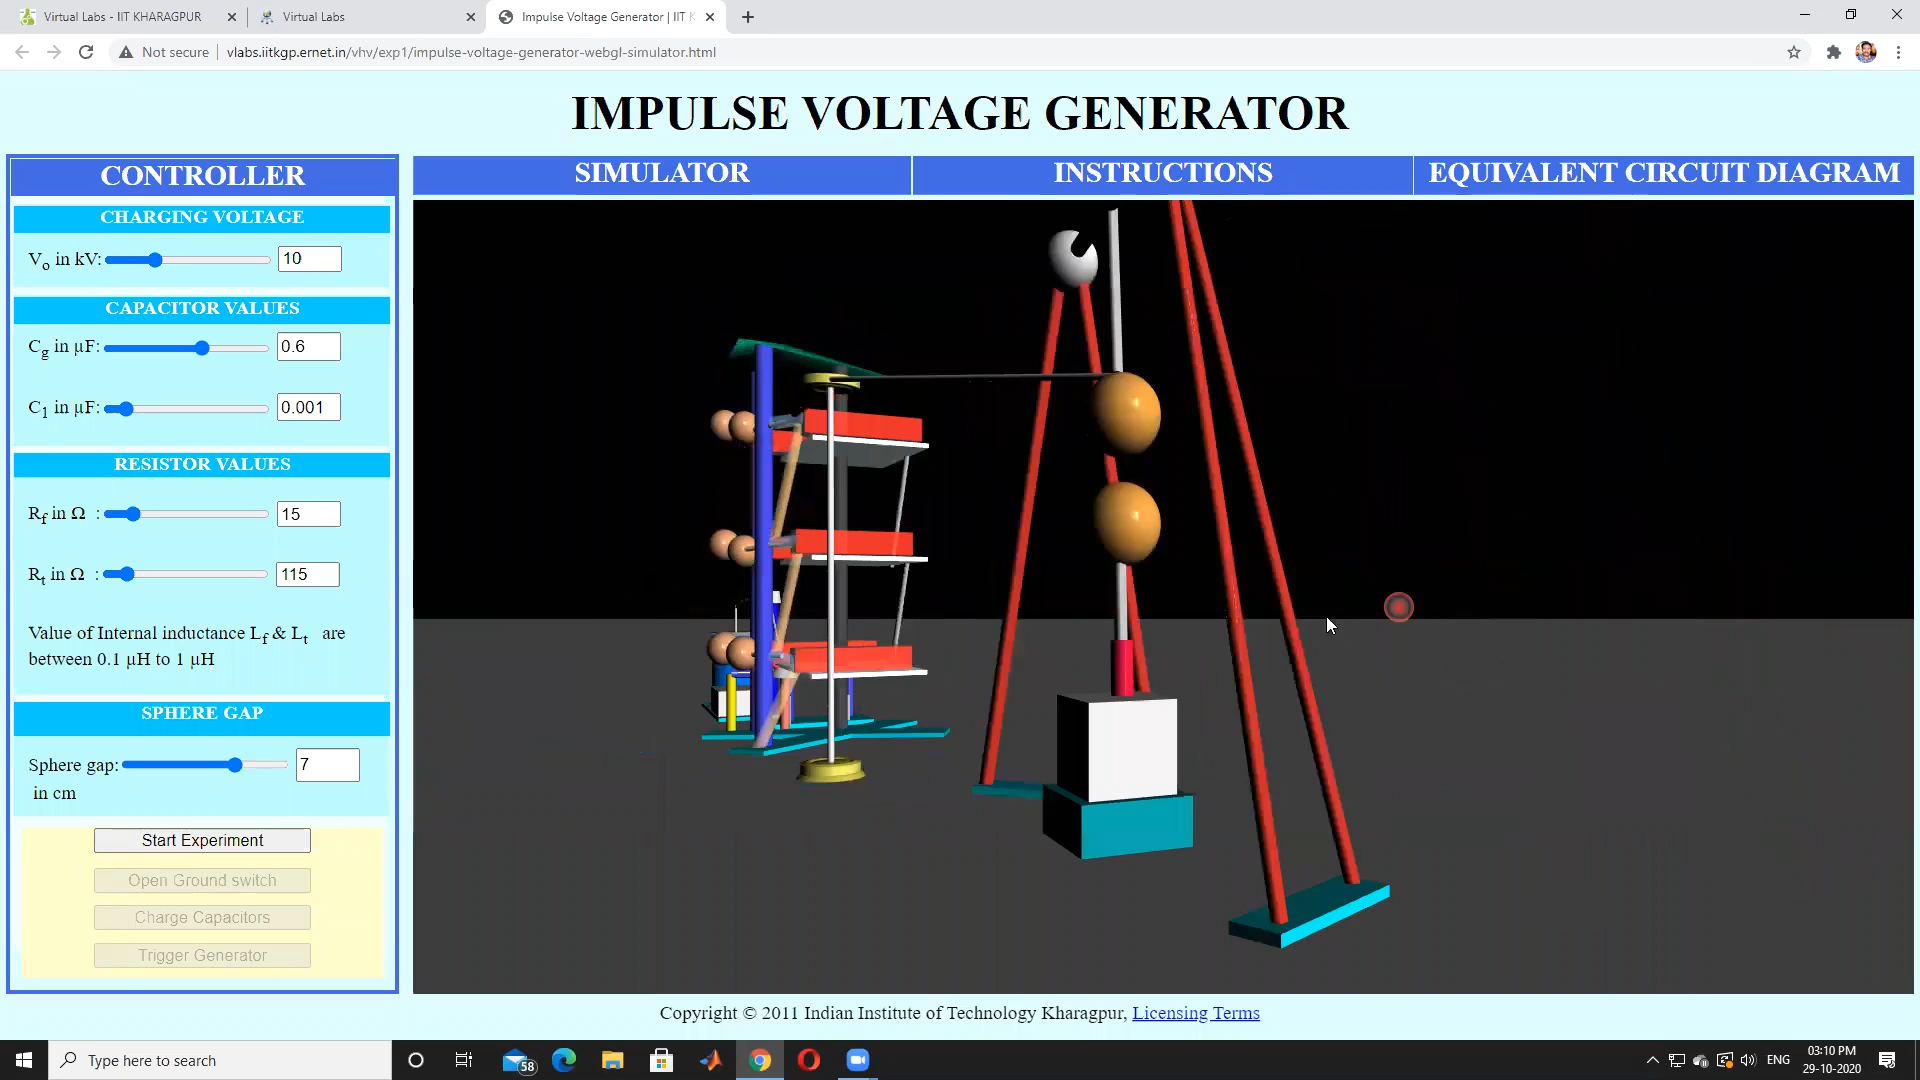 Virtual Labs - IIT KHARAGPUR
Virtual Labs
Impulse Voltage Generator | IIT K
Not secure
vlabs.iitkgp.ernet.in/vhv/exp1/impulse-voltage-generator-webgl-simulator.html
IMPULSE VOLTAGE GENERATOR
CONTROLLER
SIMULATOR
INSTRUCTIONS
EQUIVALENT CIRCUIT DIAGRAM
CHARGING VOLTAGE
Vo in kV: 10
CAPACITOR VALUES
Cg in µF: 0.6
C1 in µF: 0.001
RESISTOR VALUES
Rf in Ω : 15
Rt in Ω : 115
Value of Internal inductance Lf & Lt are
between 0.1 µH to 1 µH
SPHERE GAP
Sphere gap: 7
in cm
Start Experiment
Open Ground switch
Charge Capacitors
Trigger Generator
Copyright © 2011 Indian Institute of Technology Kharagpur, Licensing Terms
Type here to search
58
ENG
03:10 PM
29-10-2020